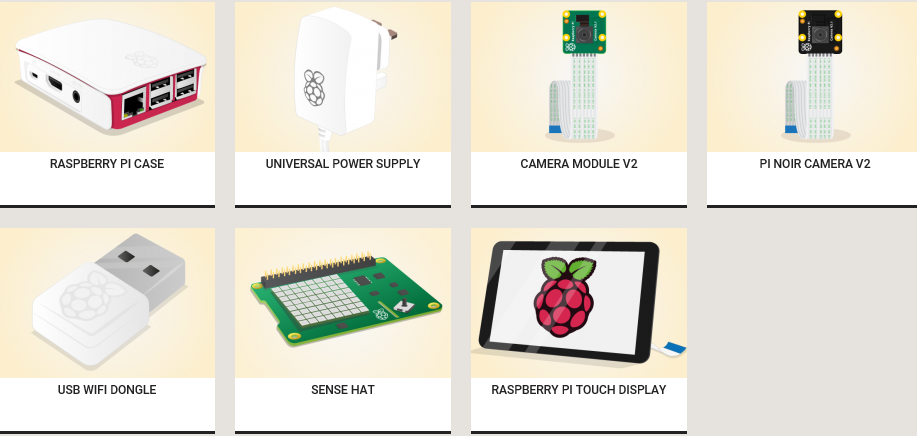 RASPBERRY PI CASE
UNIVERSAL POWER SUPPLY
CAMERA MODULE V2
PI NOIR CAMERA V2
USB WIFI DONGLE
SENSE HAT
RASPBERRY PI TOUCH DISPLAY